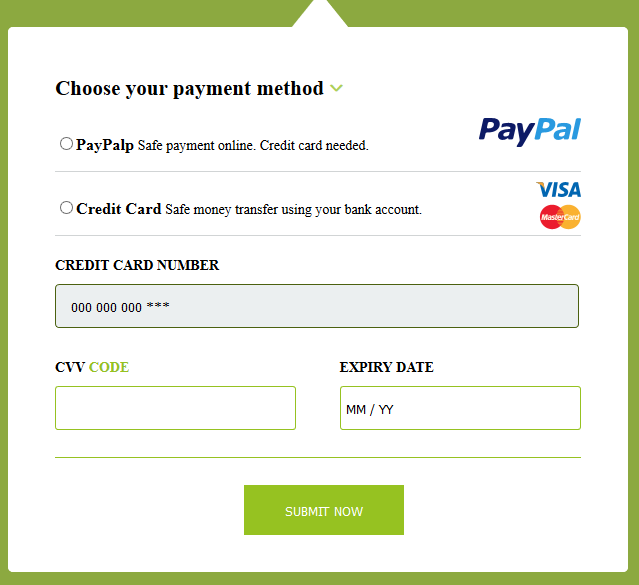 Choose your payment method
PayPal
PayPalp Safe payment online. Credit card needed.
VISA
Credit Card Safe money transfer using your bank account.
MasterCard
CREDIT CARD NUMBER
000 000 000 ***
CVV CODE
EXPIRY DATE
MM / YY
SUBMIT NOW